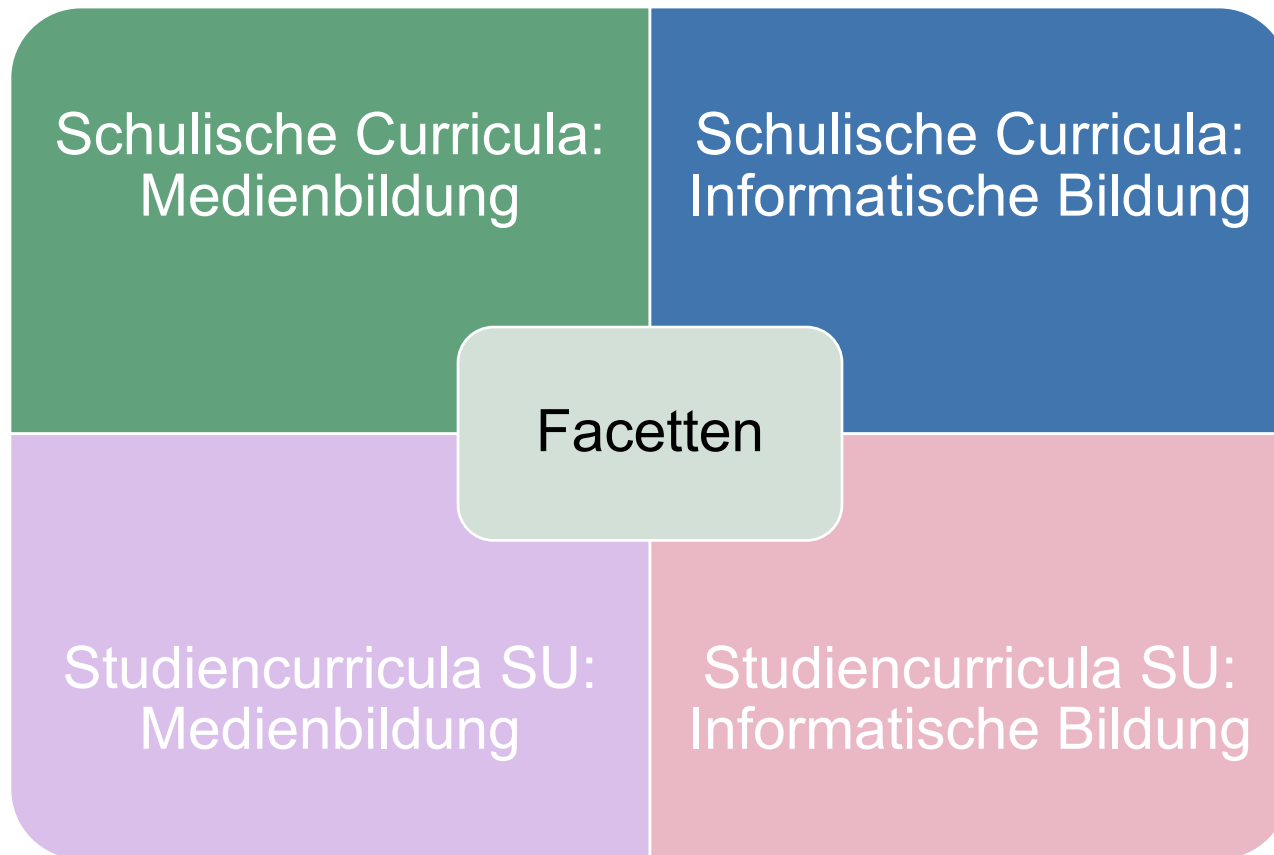 Schulische Curricula:
Medienbildung
Schulische Curricula:
Informatische Bildung
Facetten
Studiencurricula SU:
Medienbildung
Studiencurricula SU:
Informatische Bildung